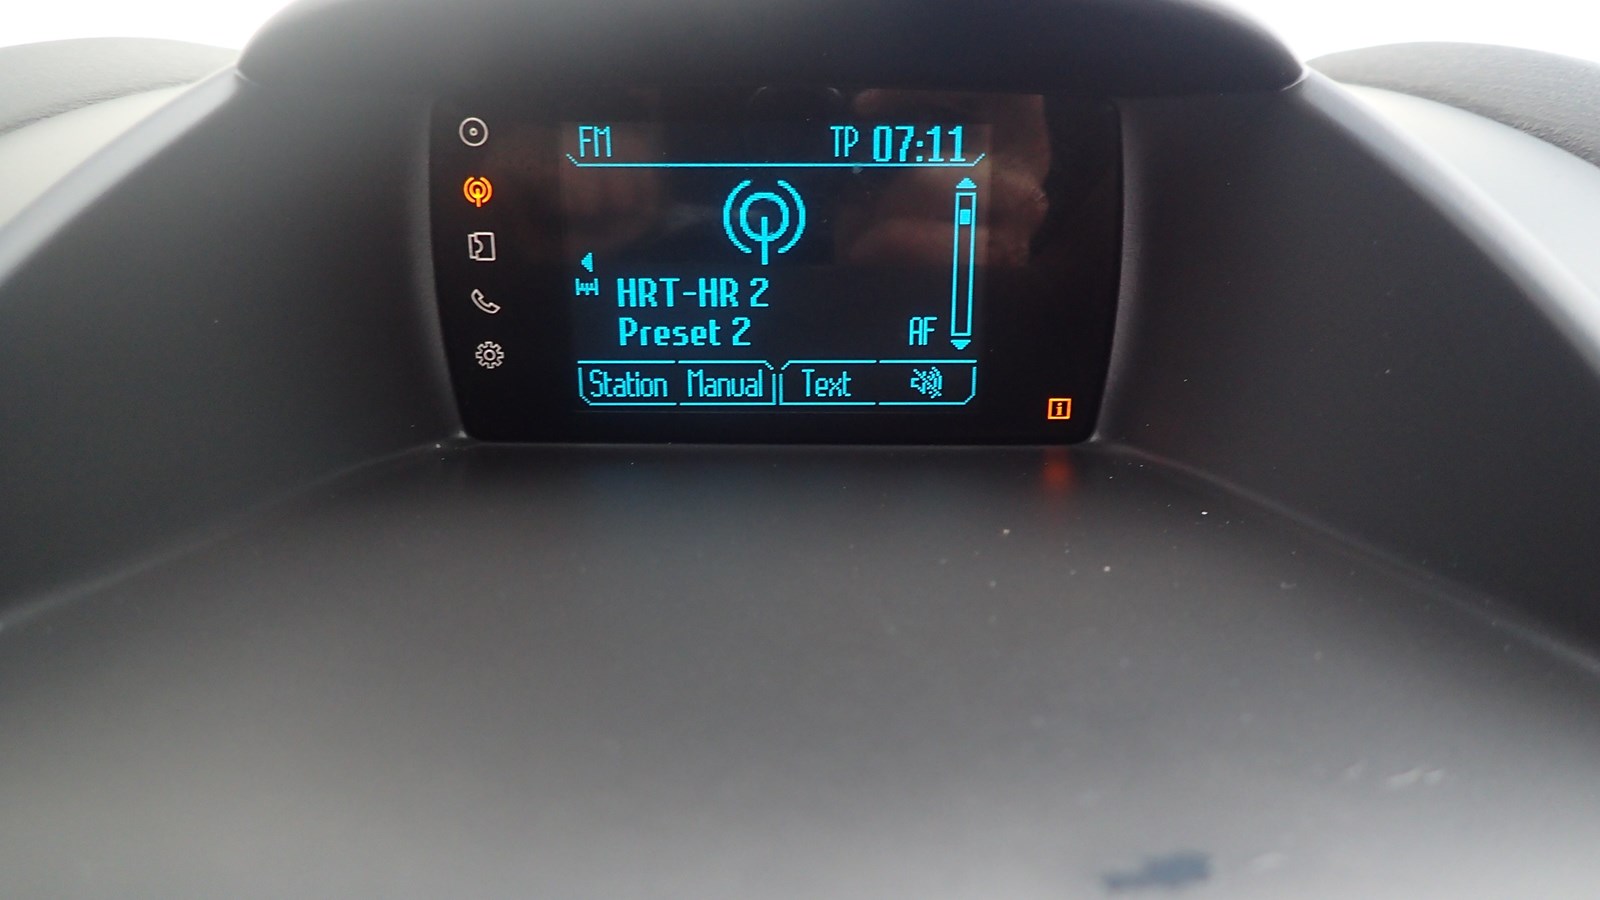 FM TP 07:11
HRT-HR 2
Preset 2 AF
Station Manual Text
i